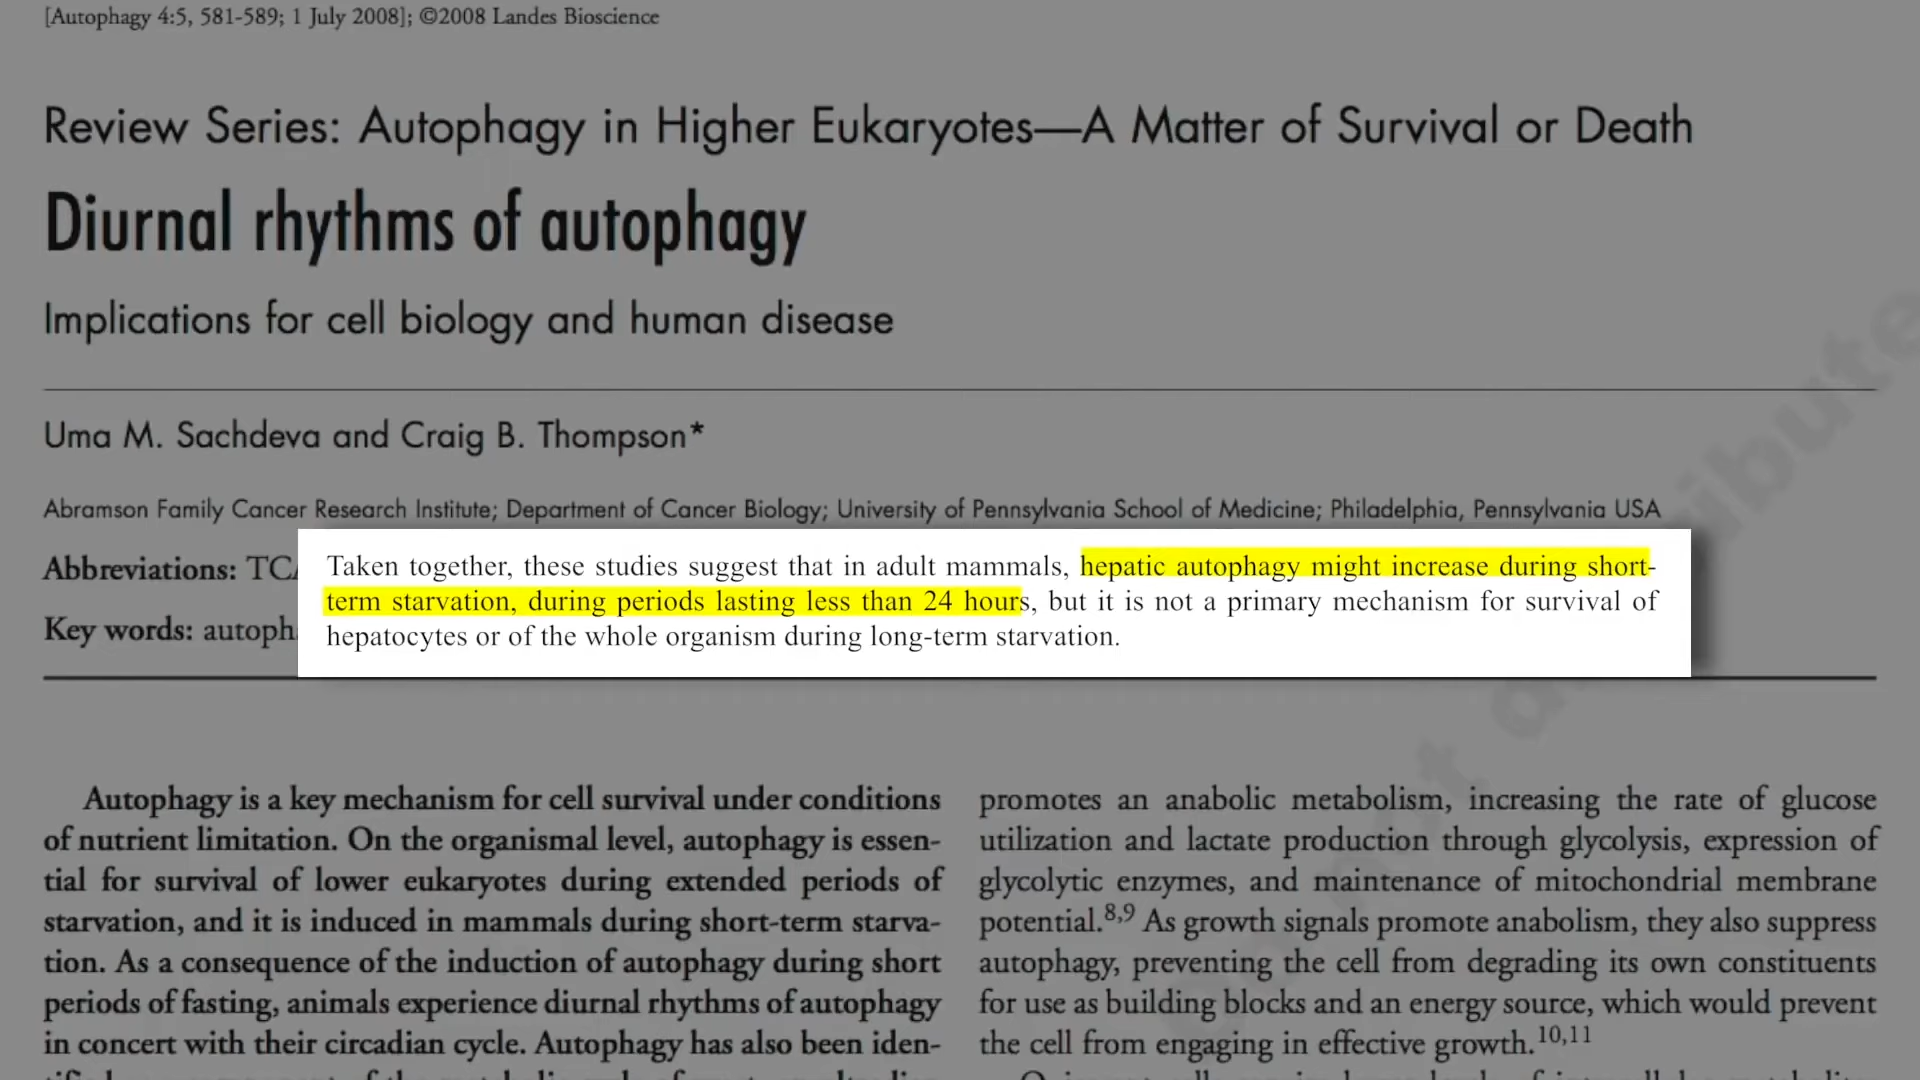 [Autophagy 4:5, 581-589; 1 July 2008]; ©2008 Landes Bioscience
Review Series: Autophagy in Higher Eukaryotes—A Matter of Survival or Death
Diurnal rhythms of autophagy
Implications for cell biology and human disease
Uma M. Sachdeva and Craig B. Thompson*
Abramson Family Cancer Research Institute; Department of Cancer Biology; University of Pennsylvania School of Medicine; Philadelphia, Pennsylvania USA
Abbreviations:
Key words:
Taken together, these studies suggest that in adult mammals, hepatic autophagy might increase during short-
term starvation, during periods lasting less than 24 hours, but it is not a primary mechanism for survival of
hepatocytes or of the whole organism during long-term starvation.
Autophagy is a key mechanism for cell survival under conditions
of nutrient limitation. On the organismal level, autophagy is essen-
tial for survival of lower eukaryotes during extended periods of
starvation, and it is induced in mammals during short-term starva-
tion. As a consequence of the induction of autophagy during short
periods of fasting, animals experience diurnal rhythms of autophagy
in concert with their circadian cycle. Autophagy has also been iden-
promotes an anabolic metabolism, increasing the rate of glucose
utilization and lactate production through glycolysis, expression of
glycolytic enzymes, and maintenance of mitochondrial membrane
potential.8,9 As growth signals promote anabolism, they also suppress
autophagy, preventing the cell from degrading its own constituents
for use as building blocks and an energy source, which would prevent
the cell from engaging in effective growth.10,11